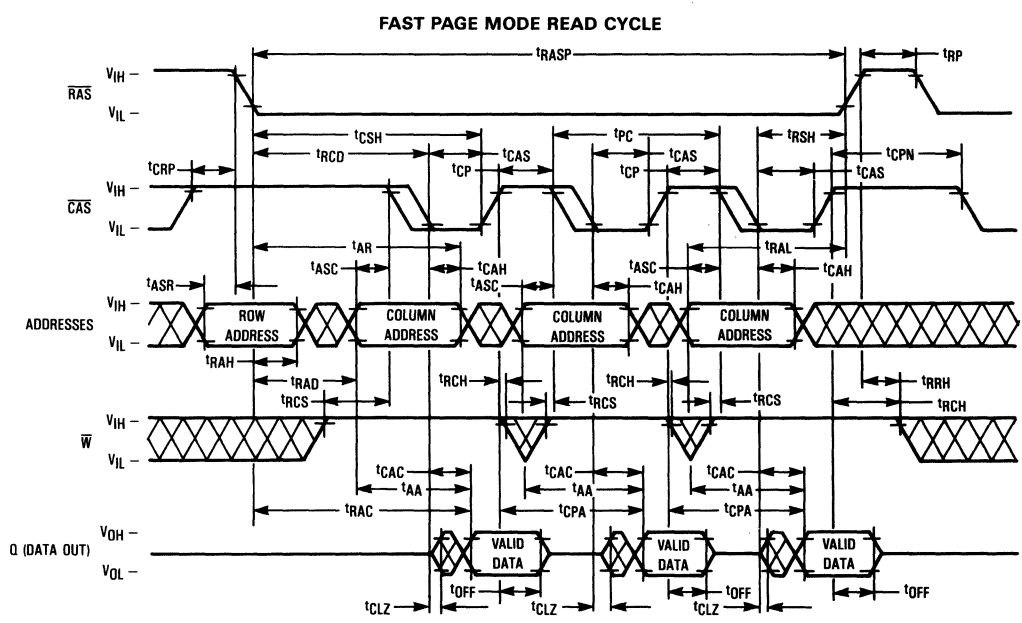 FAST PAGE MODE READ CYCLE
tRASP
tRP
VIH
RAS
VIL
tCSH
tPC
tRSH
tRCD
tCAS
tCAS
tCPN
tCRP
tCP
tCP
tCAS
VIH
CAS
VIL
tAR
tRAL
tASC
tCAH
tASC
tCAH
tASR
tASC
tCAH
VIH
ADDRESSES
VIL
ROW ADDRESS
COLUMN ADDRESS
COLUMN ADDRESS
COLUMN ADDRESS
tRAH
tRAD
tRCH
tRCH
tRRH
tRCS
tRCS
tRCS
tRCH
VIH
W
VIL
tCAC
tCAC
tCAC
tAA
tAA
tAA
tRAC
tCPA
tCPA
VOH
Q (DATA OUT)
VOL
VALID DATA
VALID DATA
VALID DATA
tOFF
tOFF
tOFF
tCLZ
tCLZ
tCLZ